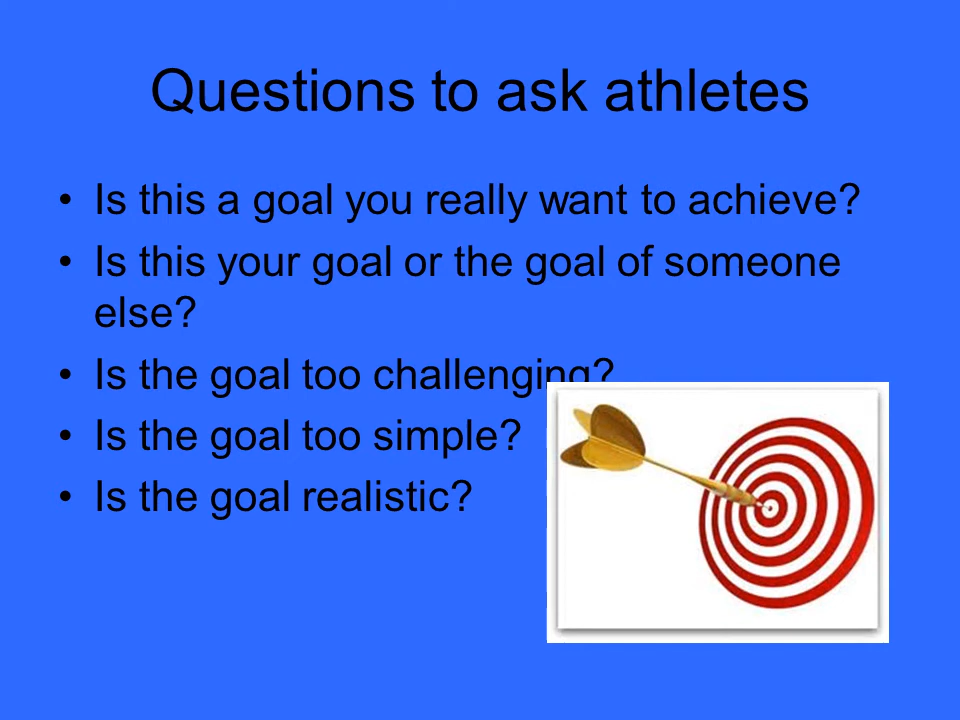 Questions to ask athletes
• Is this a goal you really want to achieve?
• Is this your goal or the goal of someone
else?
• Is the goal too challenging?
• Is the goal too simple?
• Is the goal realistic?